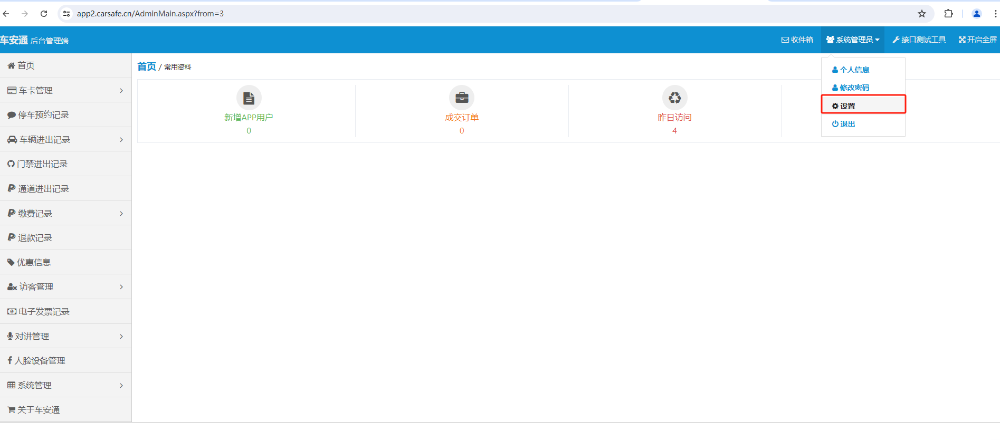 app2.carsafe.cn/AdminMain.aspx?from=3
车安通 后台管理端
收件箱 系统管理员 接口测试工具 开启全屏
首页
车卡管理
停车预约记录
车辆进出记录
门禁进出记录
通道进出记录
缴费记录
退款记录
优惠信息
访客管理
电子发票记录
对讲管理
人脸设备管理
系统管理
关于车安通
首页 / 常用资料
新增APP用户
0
成交订单
0
昨日访问
4
个人信息
修改密码
设置
退出